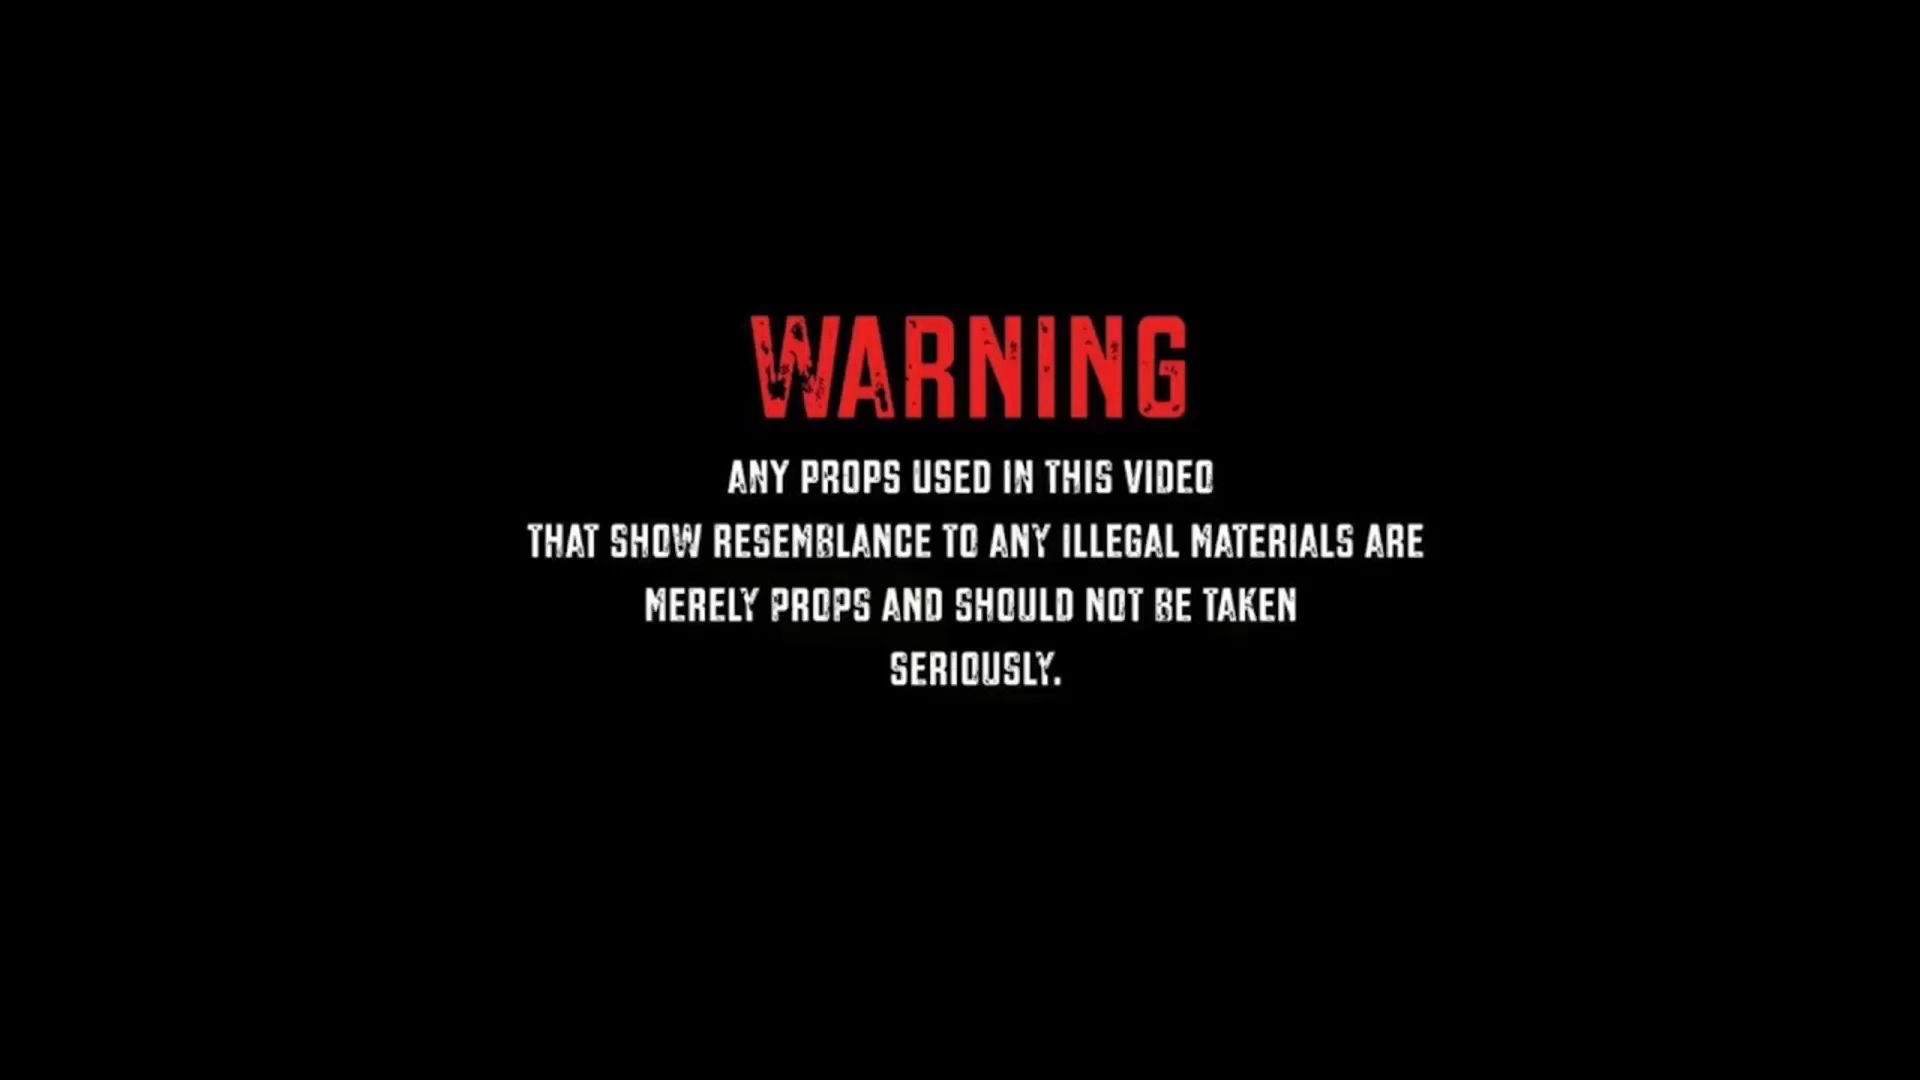 WARNING
ANY PROPS USED IN THIS VIDEO
THAT SHOW RESEMBLANCE TO ANY ILLEGAL MATERIALS ARE
MERELY PROPS AND SHOULD NOT BE TAKEN
SERIOUSLY.